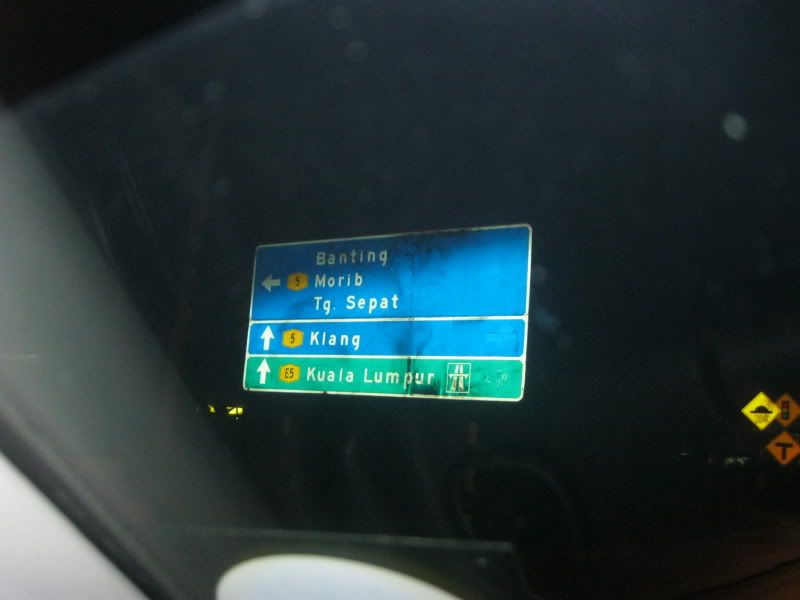 Banting
5 Morib
Tg. Sepat
5 Klang
E5 Kuala Lumpur